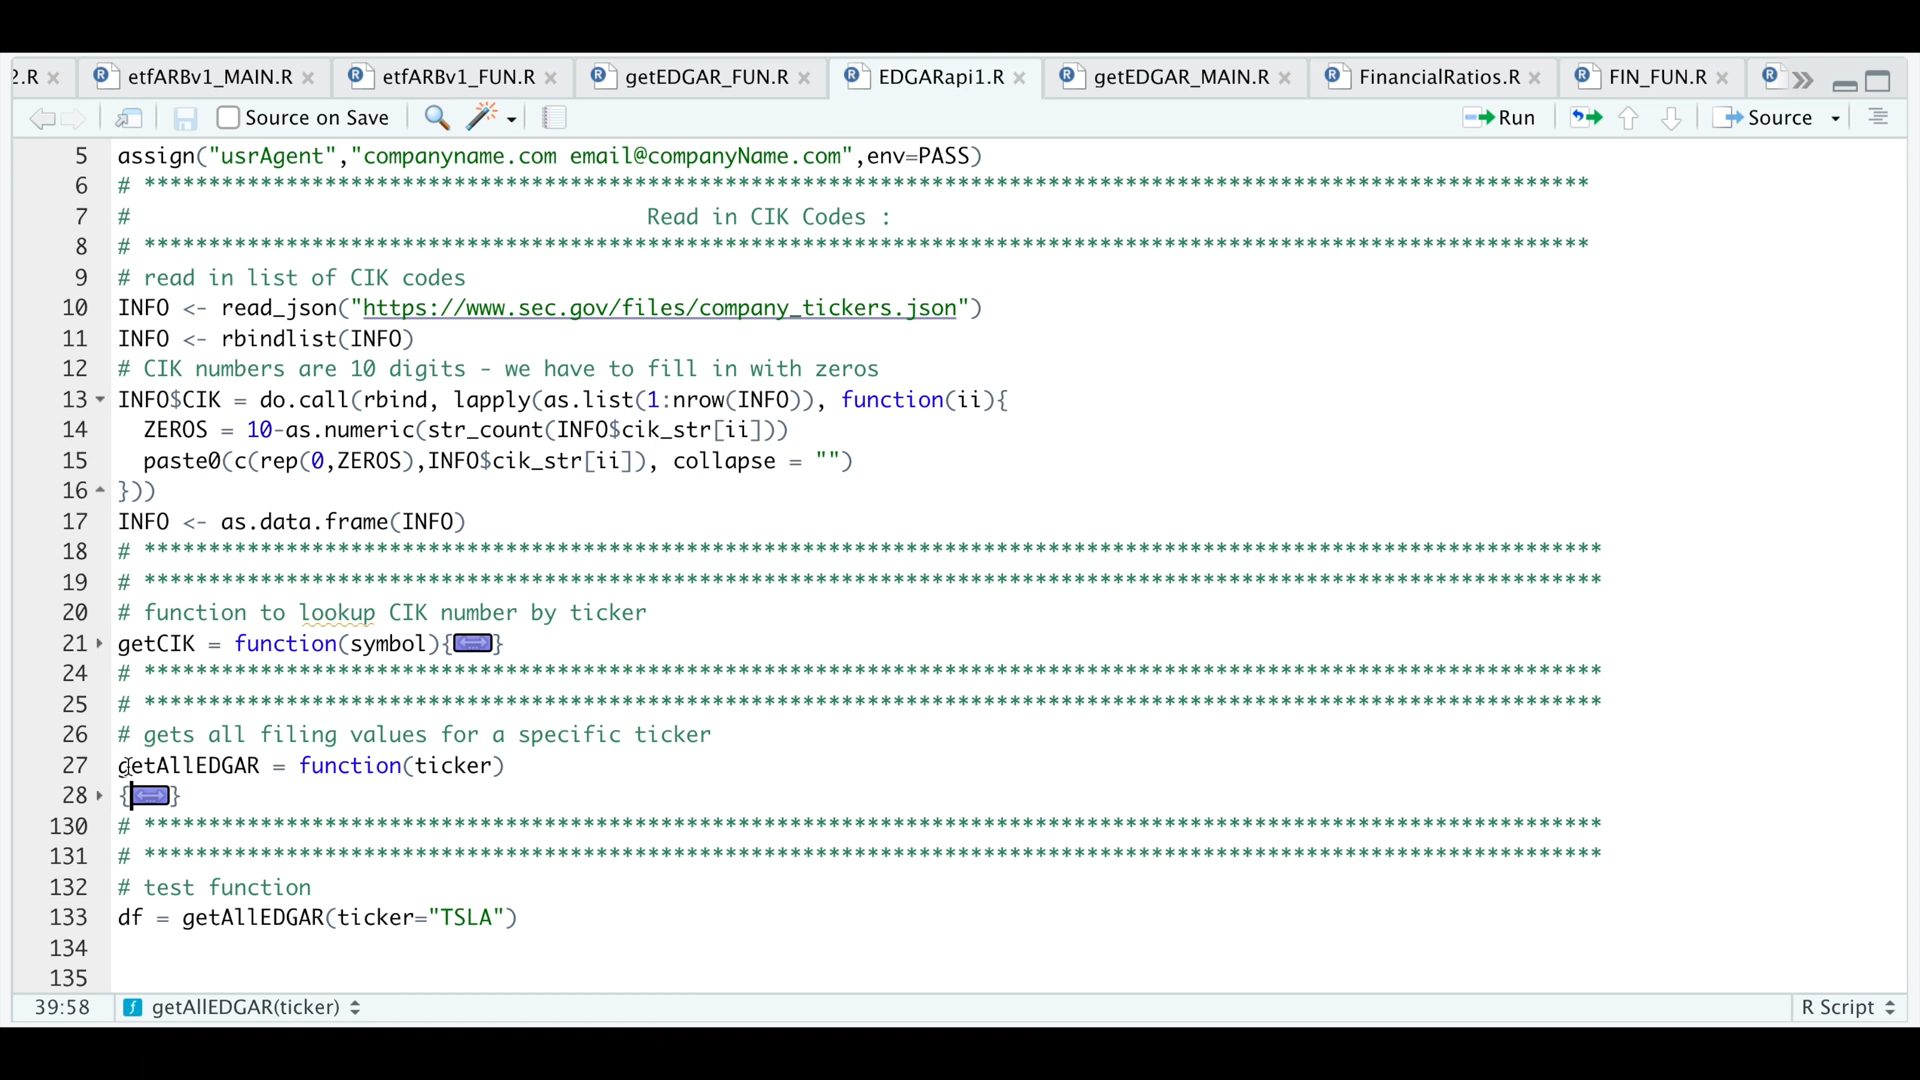 2.R etfARBv1_MAIN.R etfARBv1_FUN.R getEDGAR_FUN.R EDGARapi1.R getEDGAR_MAIN.R FinancialRatios.R FIN_FUN.R
Source on Save Run Source
5 assign("usrAgent","companyname.com email@companyName.com",env=PASS)
6 # ****************************************************************************************************************
7 # Read in CIK Codes :
8 # ****************************************************************************************************************
9 # read in list of CIK codes
10 INFO <- read_json("https://www.sec.gov/files/company_tickers.json")
11 INFO <- rbindlist(INFO)
12 # CIK numbers are 10 digits - we have to fill in with zeros
13 INFO$CIK = do.call(rbind, lapply(as.list(1:nrow(INFO)), function(ii){
14 ZEROS = 10-as.numeric(str_count(INFO$cik_str[ii]))
15 paste0(c(rep(0,ZEROS),INFO$cik_str[ii]), collapse = "")
16 }))
17 INFO <- as.data.frame(INFO)
18 # *****************************************************************************************************************
19 # *****************************************************************************************************************
20 # function to lookup CIK number by ticker
21 getCIK = function(symbol){}
24 # *****************************************************************************************************************
25 # *****************************************************************************************************************
26 # gets all filing values for a specific ticker
27 getAllEDGAR = function(ticker)
28 {}
130 # *****************************************************************************************************************
131 # *****************************************************************************************************************
132 # test function
133 df = getAllEDGAR(ticker="TSLA")
134
135
39:58 getAllEDGAR(ticker) R Script